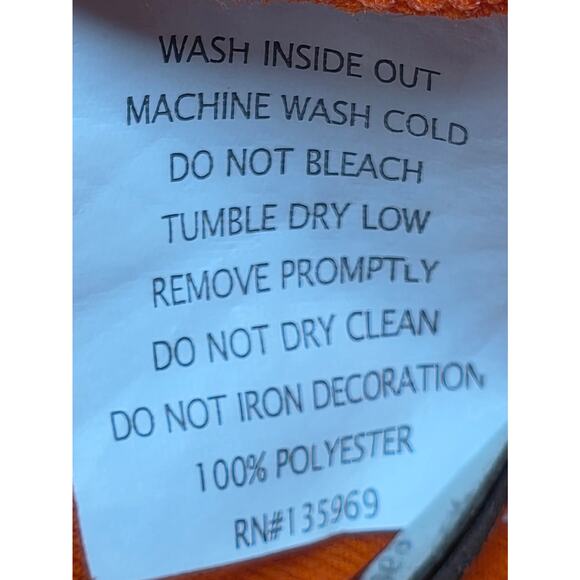 WASH INSIDE OUT
MACHINE WASH COLD
DO NOT BLEACH
TUMBLE DRY LOW
REMOVE PROMPTLY
DO NOT DRY CLEAN
DO NOT IRON DECORATION
100% POLYESTER
RN#135969